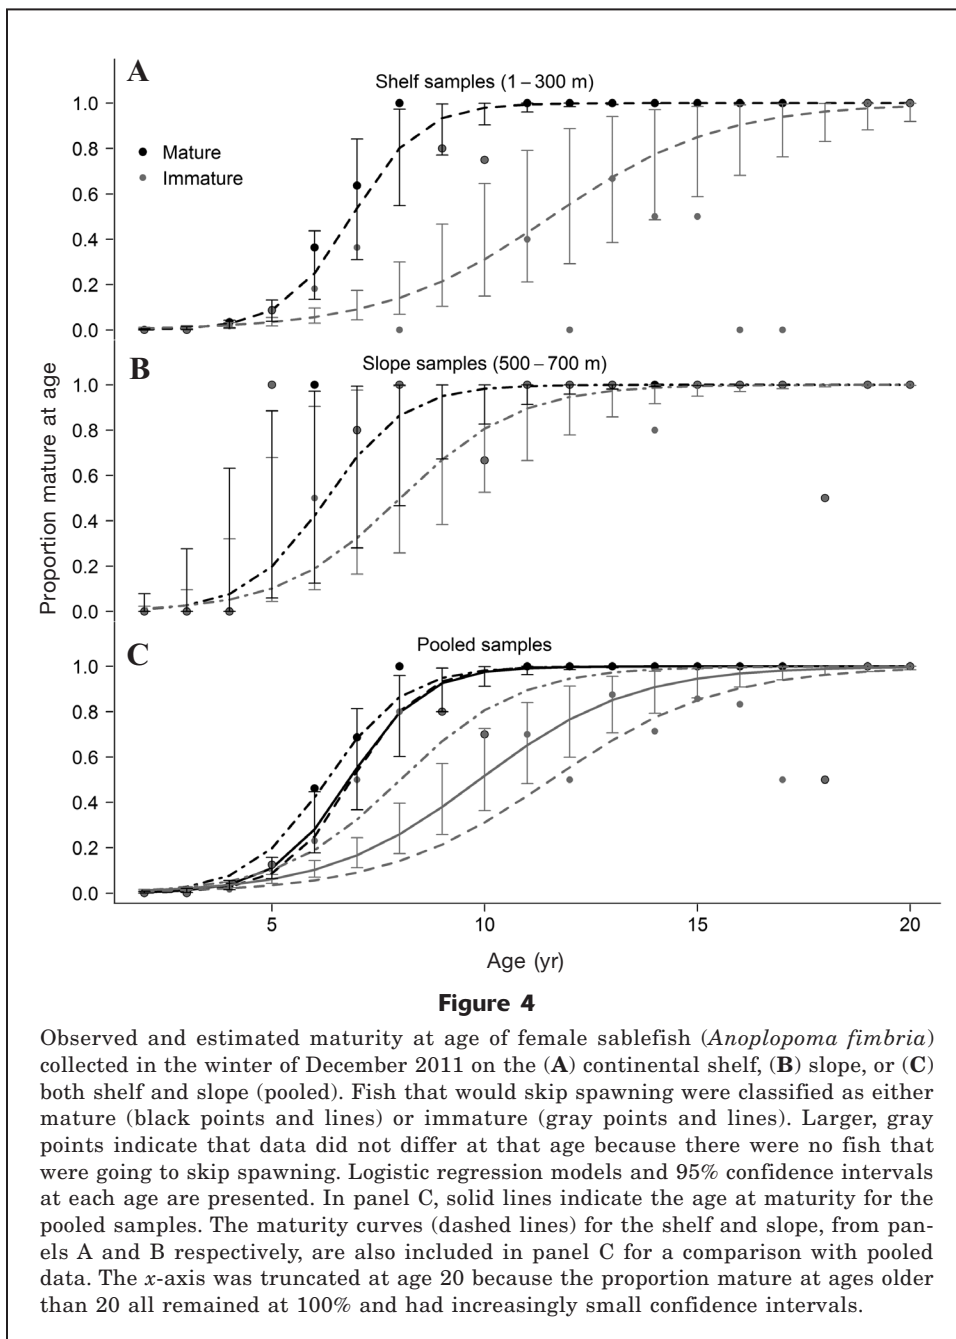 A
Shelf samples (1 – 300 m)
1.0
0.8
0.6
0.4
0.2
0.0
Mature
Immature
B
Slope samples (500 – 700 m)
1.0
0.8
0.6
0.4
0.2
0.0
Proportion mature at age
C
Pooled samples
1.0
0.8
0.6
0.4
0.2
0.0
5 10 15 20
Age (yr)
Figure 4
Observed and estimated maturity at age of female sablefish (Anoplopoma fimbria)
collected in the winter of December 2011 on the (A) continental shelf, (B) slope, or (C)
both shelf and slope (pooled). Fish that would skip spawning were classified as either
mature (black points and lines) or immature (gray points and lines). Larger, gray
points indicate that data did not differ at that age because there were no fish that
were going to skip spawning. Logistic regression models and 95% confidence intervals
at each age are presented. In panel C, solid lines indicate the age at maturity for the
pooled samples. The maturity curves (dashed lines) for the shelf and slope, from pan-
els A and B respectively, are also included in panel C for a comparison with pooled
data. The x-axis was truncated at age 20 because the proportion mature at ages older
than 20 all remained at 100% and had increasingly small confidence intervals.